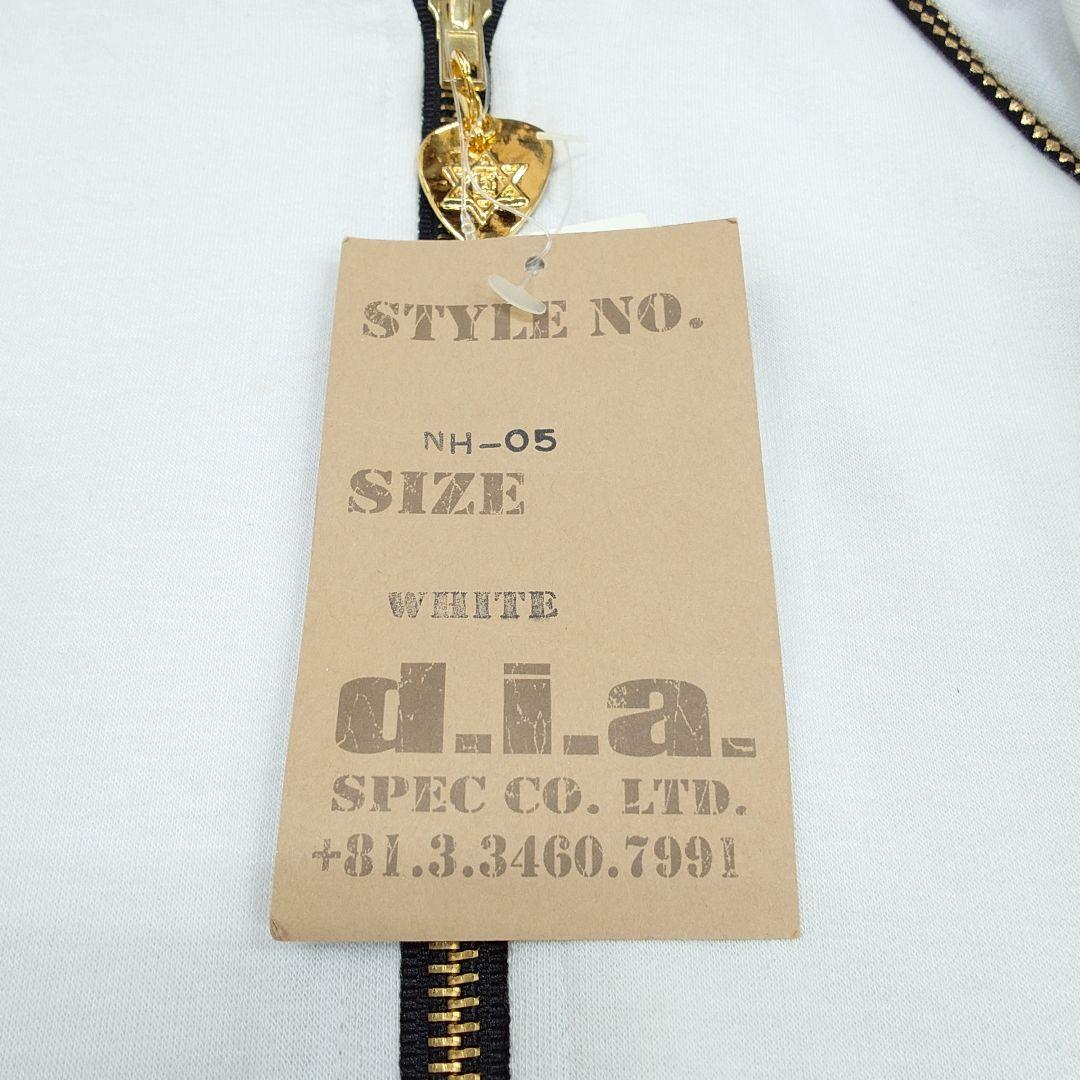 STYLE NO.
NH-05
SIZE
WHITE
d.i.a.
SPEC CO. LTD.
+81.3.3460.7991